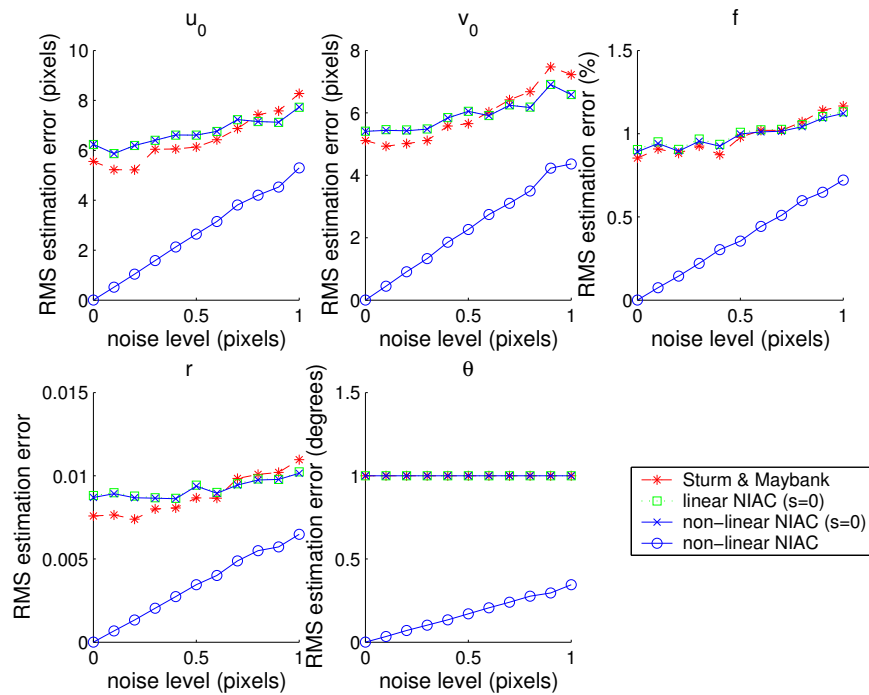 u0
RMS estimation error (pixels)
10
8
6
4
2
0
0
0.5
1
noise level (pixels)
v0
RMS estimation error (pixels)
8
6
4
2
0
0
0.5
1
noise level (pixels)
f
RMS estimation error (%)
1.5
1
0.5
0
0
0.5
1
noise level (pixels)
r
RMS estimation error
0.015
0.01
0.005
0
0
0.5
1
noise level (pixels)
θ
RMS estimation error (degrees)
1.5
1
0.5
0
0
0.5
1
noise level (pixels)
Sturm & Maybank
linear NIAC (s=0)
non−linear NIAC (s=0)
non−linear NIAC